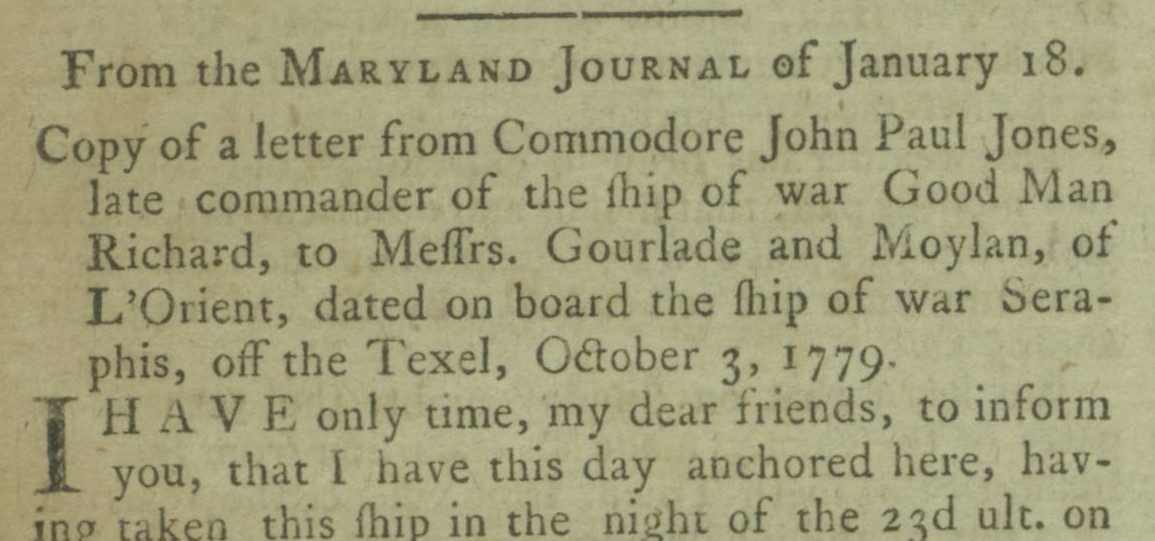 From the MARYLAND JOURNAL of January 18.
Copy of a letter from Commodore John Paul Jones,
late commander of the ſhip of war Good Man
Richard, to Meſſrs. Gourlade and Moylan, of
L'Orient, dated on board the ſhip of war Sera-
phis, off the Texel, October 3, 1779.
I HAVE only time, my dear friends, to inform
you, that I have this day anchored here, hav-
ing taken this ſhip in the night of the 23d ult. on